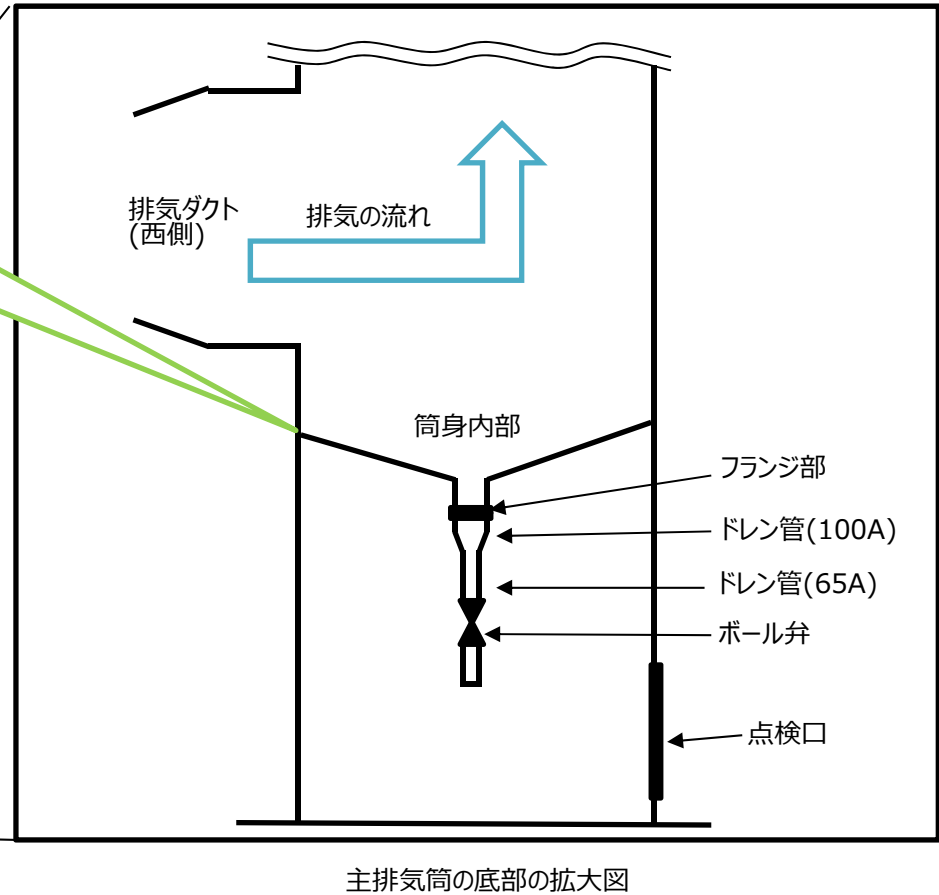 排気ダクト
(西側)
排気の流れ
筒身内部
フランジ部
ドレン管(100A)
ドレン管(65A)
ボール弁
点検口
主排気筒の底部の拡大図